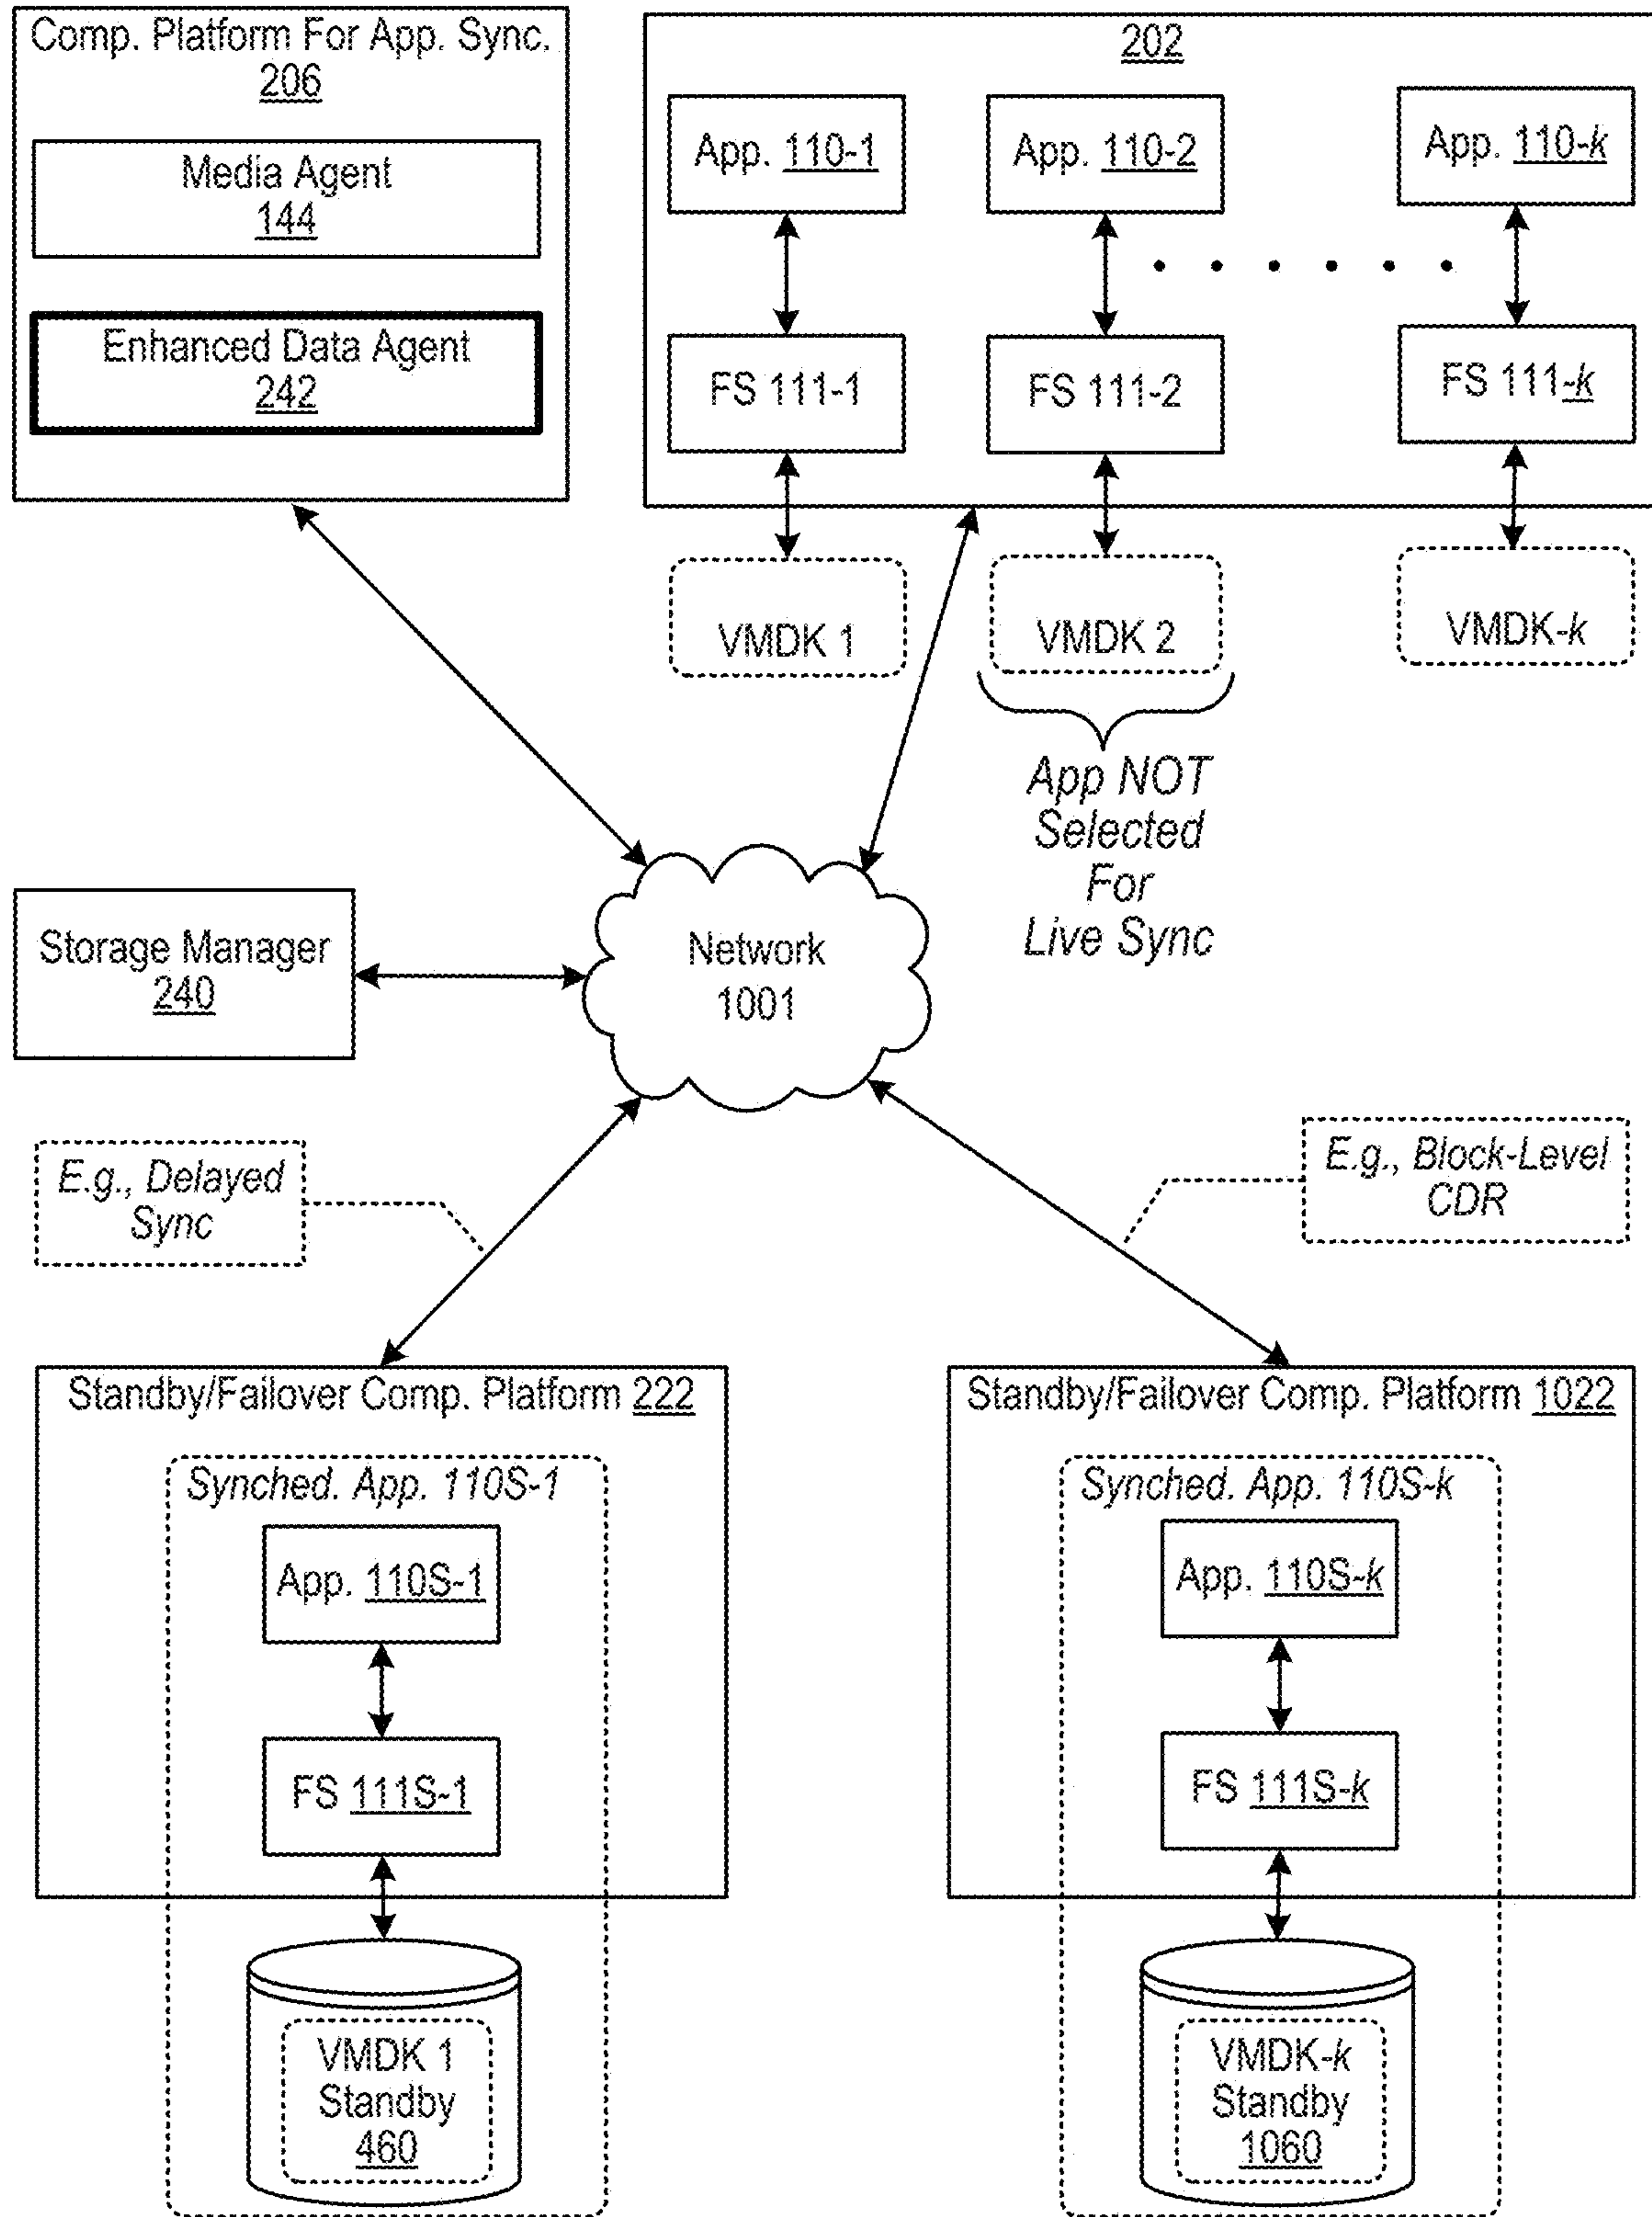 Comp. Platform For App. Sync.
206
Media Agent
144
Enhanced Data Agent
242
202
App. 110-1
App. 110-2
App. 110-k
FS 111-1
FS 111-2
FS 111-k
VMDK 1
VMDK 2
VMDK-k
App NOT
Selected
For
Live Sync
Storage Manager
240
Network
1001
E.g., Delayed
Sync
E.g., Block-Level
CDR
Standby/Failover Comp. Platform 222
Synched. App. 110S-1
App. 110S-1
FS 111S-1
VMDK 1
Standby
460
Standby/Failover Comp. Platform 1022
Synched. App. 110S-k
App. 110S-k
FS 111S-k
VMDK-k
Standby
1060